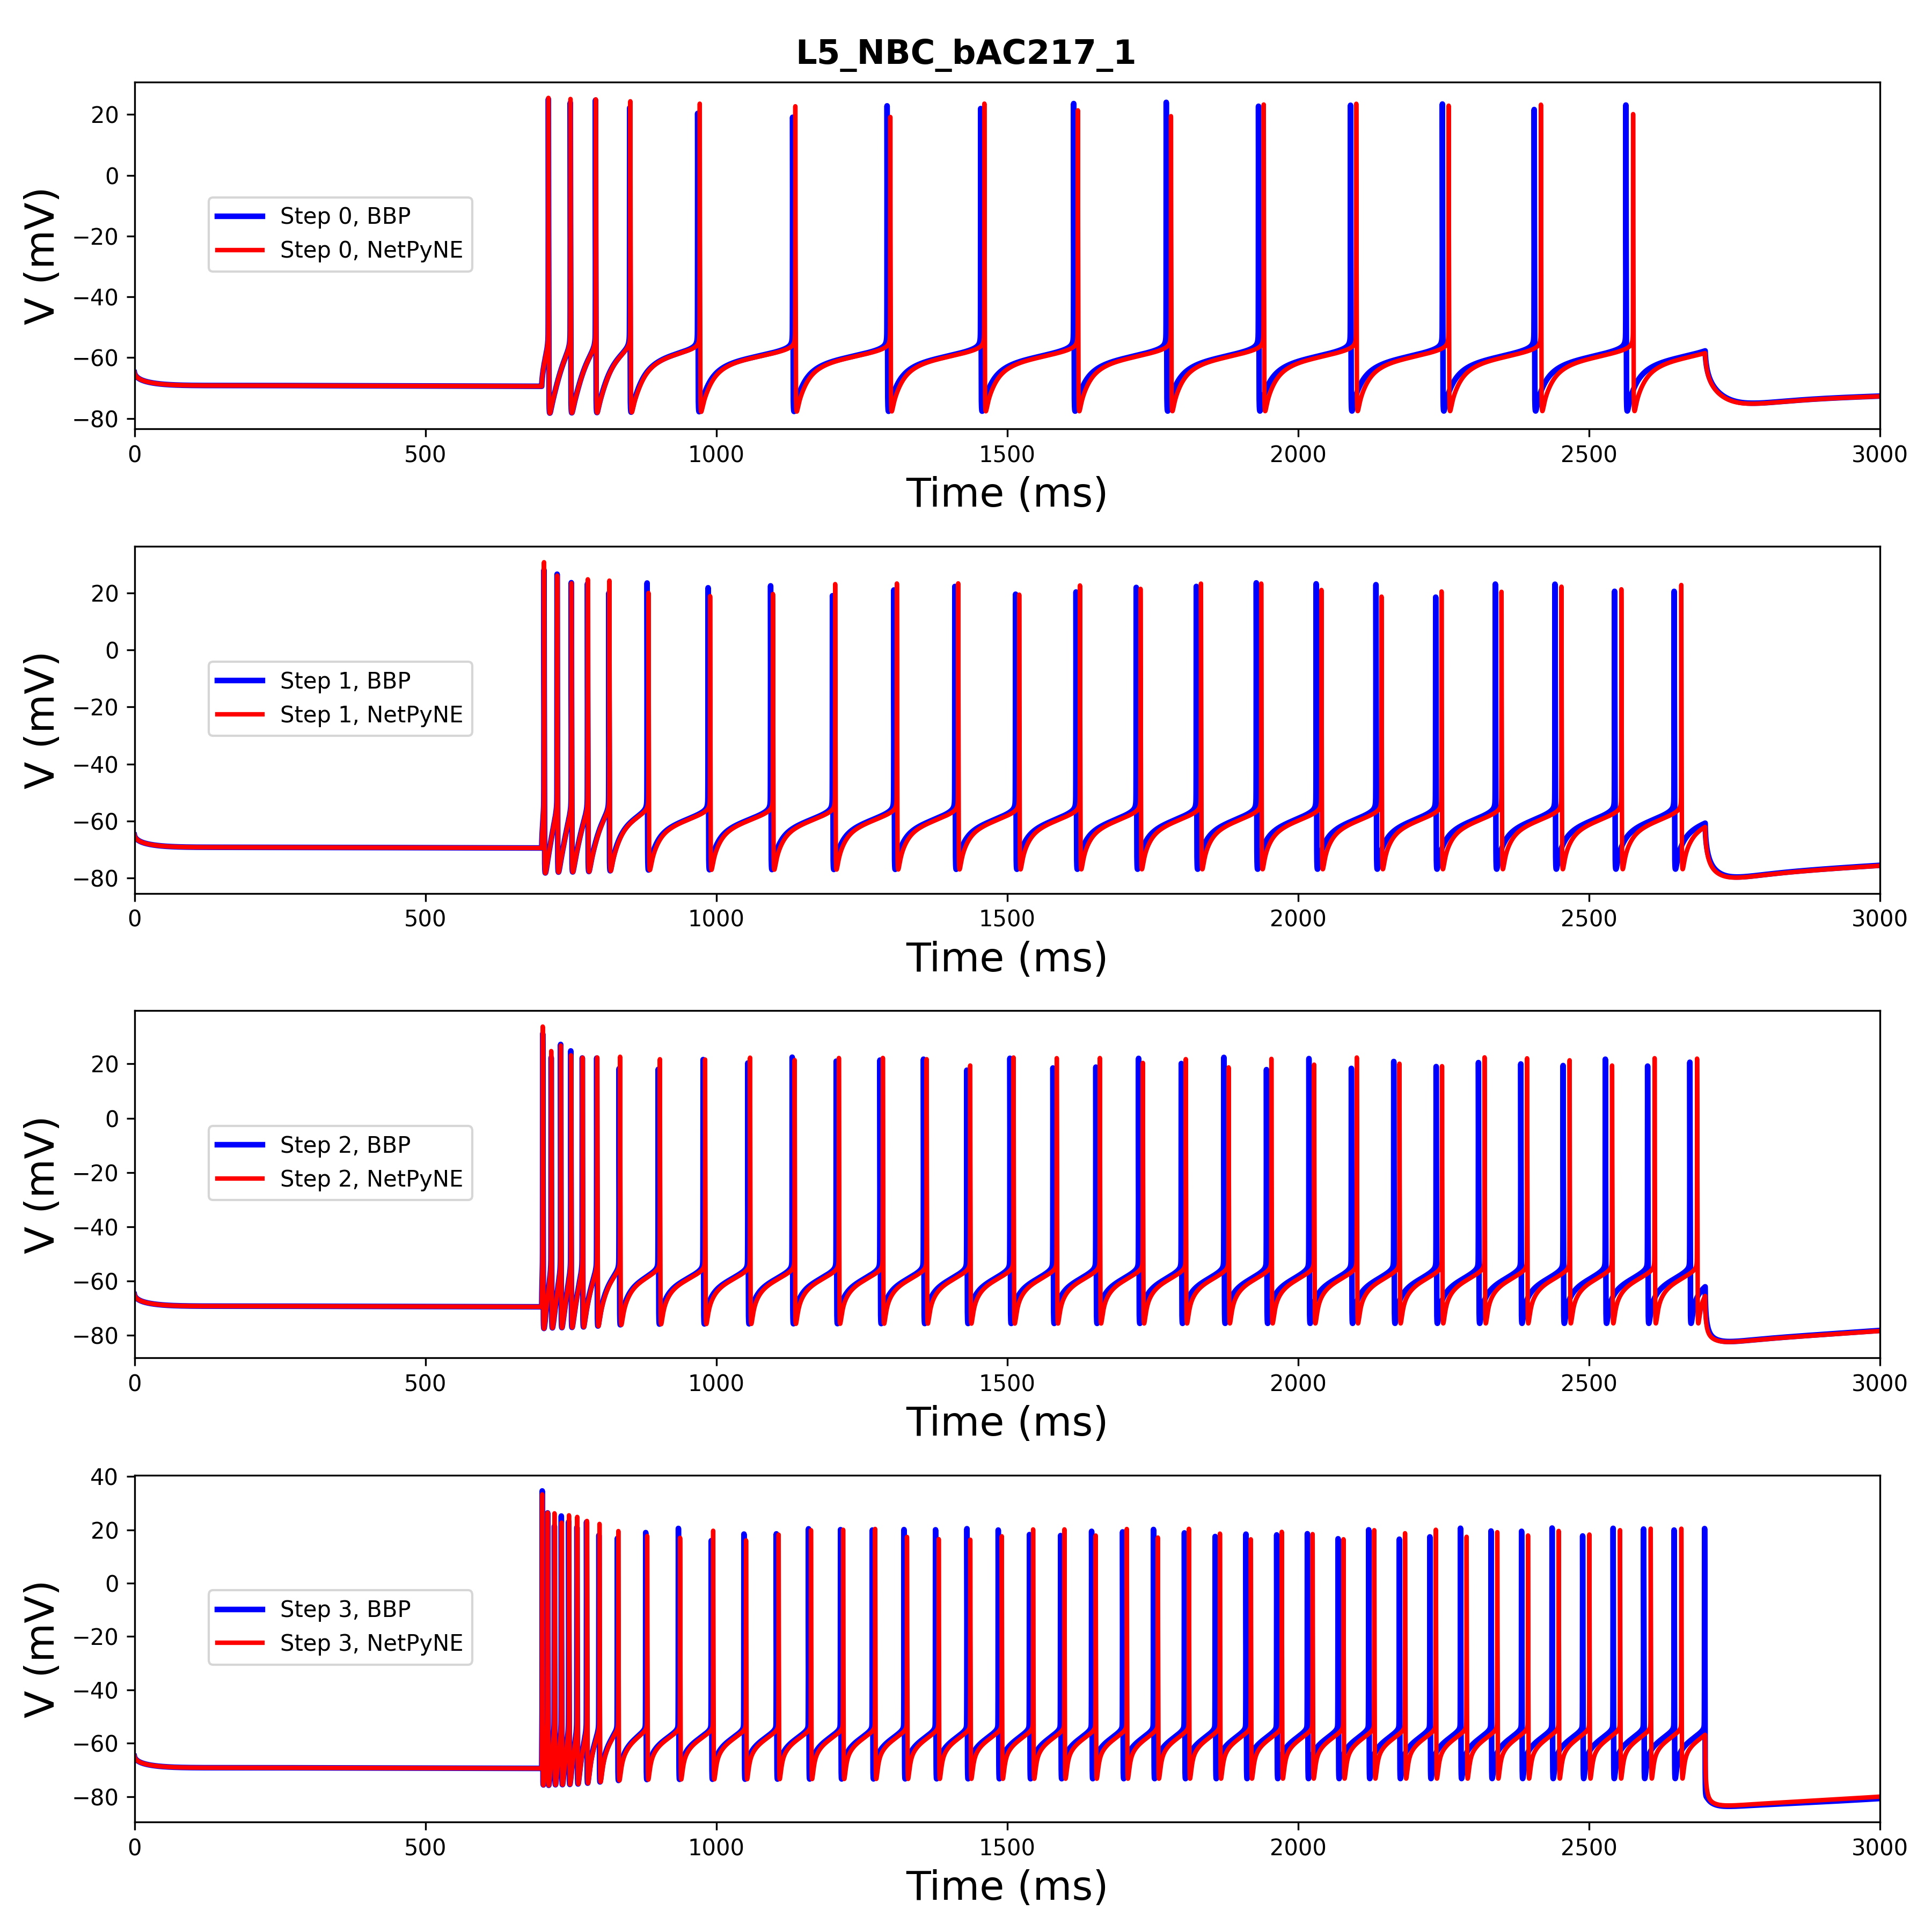 L5_NBC_bAC217_1
20
0
−20
−40
−60
−80
V (mV)
Step 0, BBP
Step 0, NetPyNE
0 500 1000 1500 2000 2500 3000
Time (ms)
20
0
−20
−40
−60
−80
V (mV)
Step 1, BBP
Step 1, NetPyNE
0 500 1000 1500 2000 2500 3000
Time (ms)
20
0
−20
−40
−60
−80
V (mV)
Step 2, BBP
Step 2, NetPyNE
0 500 1000 1500 2000 2500 3000
Time (ms)
40
20
0
−20
−40
−60
−80
V (mV)
Step 3, BBP
Step 3, NetPyNE
0 500 1000 1500 2000 2500 3000
Time (ms)